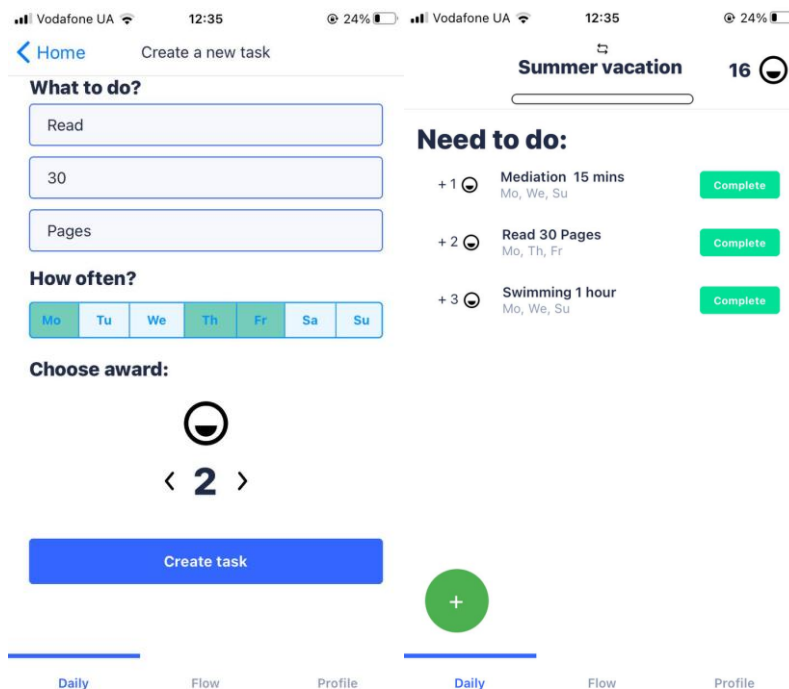 Vodafone UA 12:35 24%
Home Create a new task
What to do?
Read
30
Pages
How often?
Mo Tu We Th Fr Sa Su
Choose award:
< 2 >
Create task
Daily Flow Profile
Vodafone UA 12:35 24%
Summer vacation 16
Need to do:
+ 1 Mediation 15 mins Complete
Mo, We, Su
+ 2 Read 30 Pages Complete
Mo, Th, Fr
+ 3 Swimming 1 hour Complete
Mo, We, Su
+
Daily Flow Profile